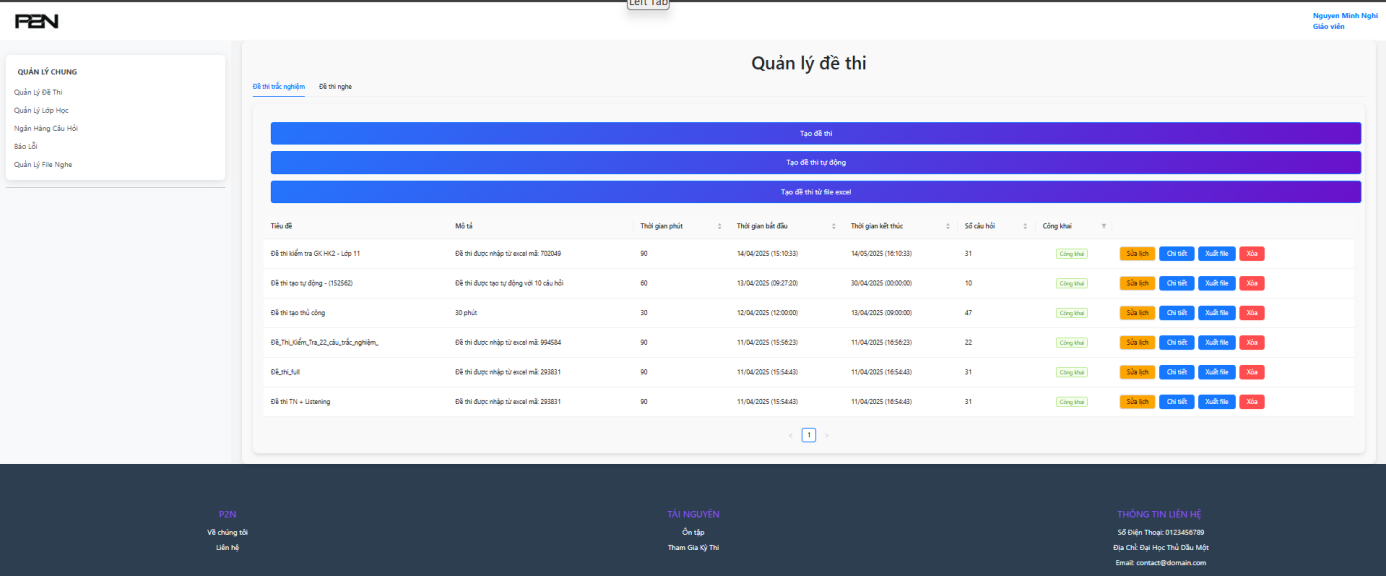 Left Tab
P2N
Nguyen Minh Nghi
Giáo viên
QUẢN LÝ CHUNG
Quản Lý Đề Thi
Quản Lý Lớp Học
Ngân Hàng Câu Hỏi
Báo Lỗi
Quản Lý File Nghe
Quản lý đề thi
Đề thi trắc nghiệm Đề thi nghe
Tạo đề thi
Tạo đề thi tự động
Tạo đề thi từ file excel
Tiêu đề Mô tả Thời gian phút Thời gian bắt đầu Thời gian kết thúc Số câu hỏi Công khai
Đề thi kiểm tra GK HK2 - Lớp 11 Đề thi được nhập từ excel mã: 702049 90 14/04/2025 (15:10:33) 14/05/2025 (16:10:33) 31 Công khai Sửa lịch Chi tiết Xuất file Xóa
Đề thi tạo tự động - (152562) Đề thi được tạo tự động với 10 câu hỏi 60 13/04/2025 (09:27:20) 30/04/2025 (00:00:00) 10 Công khai Sửa lịch Chi tiết Xuất file Xóa
Đề thi tạo thủ công 30 phút 30 12/04/2025 (12:00:00) 13/04/2025 (09:00:00) 47 Công khai Sửa lịch Chi tiết Xuất file Xóa
Đề_Thi_Kiểm_Tra_22_câu_trắc_nghiệm_ Đề thi được nhập từ excel mã: 994584 90 11/04/2025 (15:56:23) 11/04/2025 (16:56:23) 22 Công khai Sửa lịch Chi tiết Xuất file Xóa
Đề_thi_full Đề thi được nhập từ excel mã: 293831 90 11/04/2025 (15:54:43) 11/04/2025 (16:54:43) 31 Công khai Sửa lịch Chi tiết Xuất file Xóa
Đề thi TN + Listening Đề thi được nhập từ excel mã: 293831 90 11/04/2025 (15:54:43) 11/04/2025 (16:54:43) 31 Công khai Sửa lịch Chi tiết Xuất file Xóa
< 1 >
P2N TÀI NGUYÊN THÔNG TIN LIÊN HỆ
Về chúng tôi Ôn tập Số Điện Thoại: 0123456789
Liên hệ Tham Gia Kỳ Thi Địa Chỉ: Đại Học Thủ Dầu Một
Email: contact@domain.com